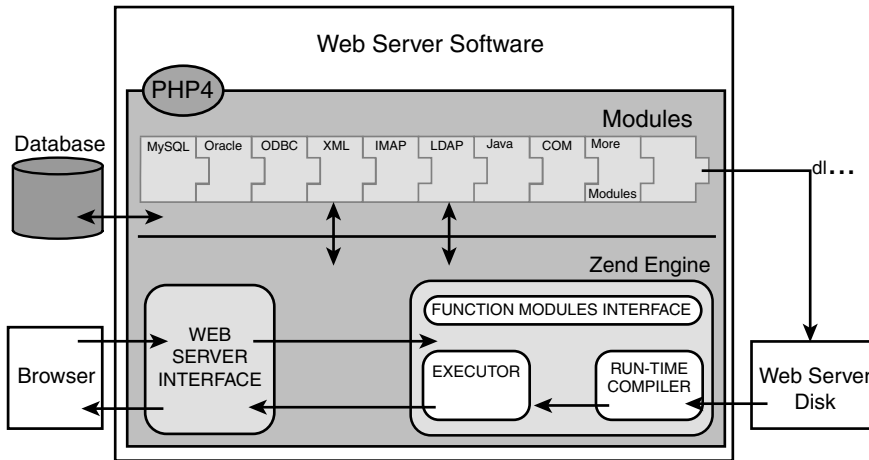 Web Server Software
PHP4
Modules
Database
MySQL
Oracle
ODBC
XML
IMAP
LDAP
Java
COM
More
Modules
dl...
Zend Engine
FUNCTION MODULES INTERFACE
WEB
SERVER
INTERFACE
Browser
EXECUTOR
RUN-TIME
COMPILER
Web Server
Disk